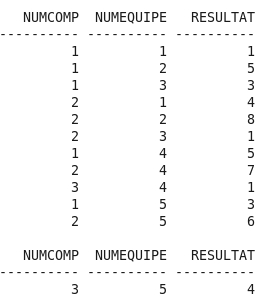 NUMCOMP NUMEQUIPE RESULTAT
---------- ---------- ----------
1 1 1
1 2 5
1 3 3
2 1 4
2 2 8
2 3 1
1 4 5
2 4 7
3 4 1
1 5 3
2 5 6
NUMCOMP NUMEQUIPE RESULTAT
---------- ---------- ----------
3 5 4